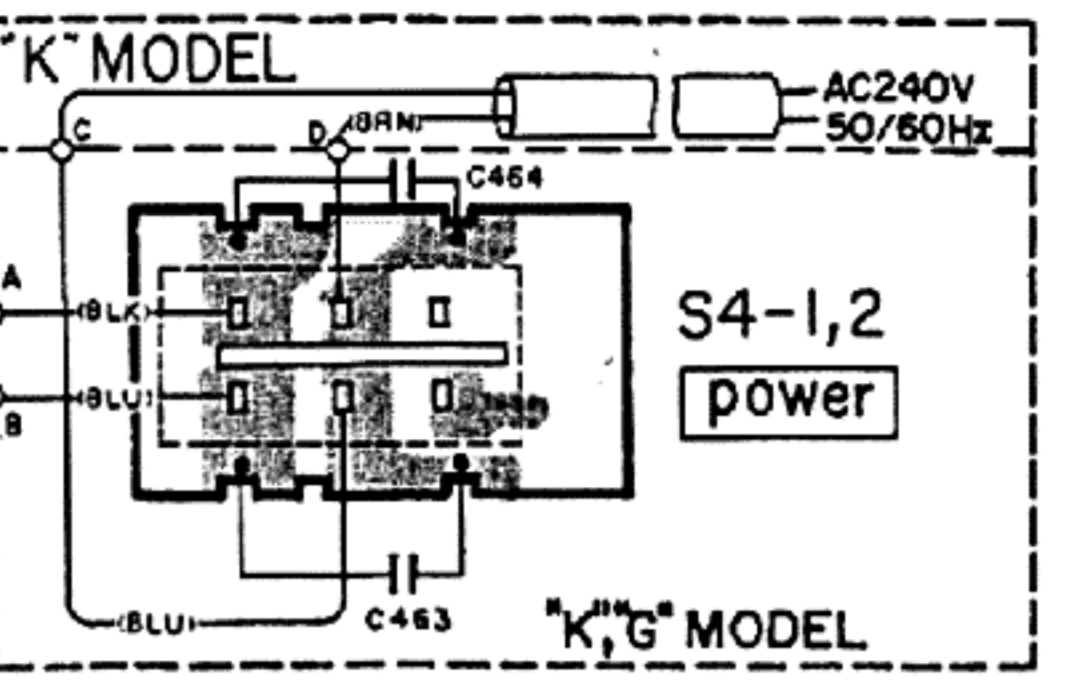 "K" MODEL
AC240V
50/60Hz
C
D
(BRN)
C464
A
(BLK)
S4-1,2
(BLU)
power
B
(BLU)
C463
"K","G" MODEL